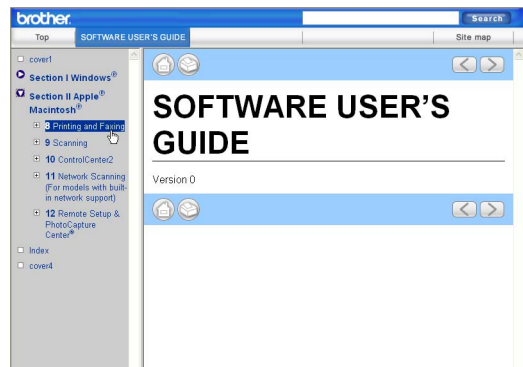 brother.
Search
Top
SOFTWARE USER'S GUIDE
Site map
cover1
Section I Windows®
Section II Apple®
Macintosh®
8 Printing and Faxing
9 Scanning
10 ControlCenter2
11 Network Scanning
(For models with built-
in network support)
12 Remote Setup &
PhotoCapture
Center®
Index
cover4
SOFTWARE USER'S
GUIDE
Version 0